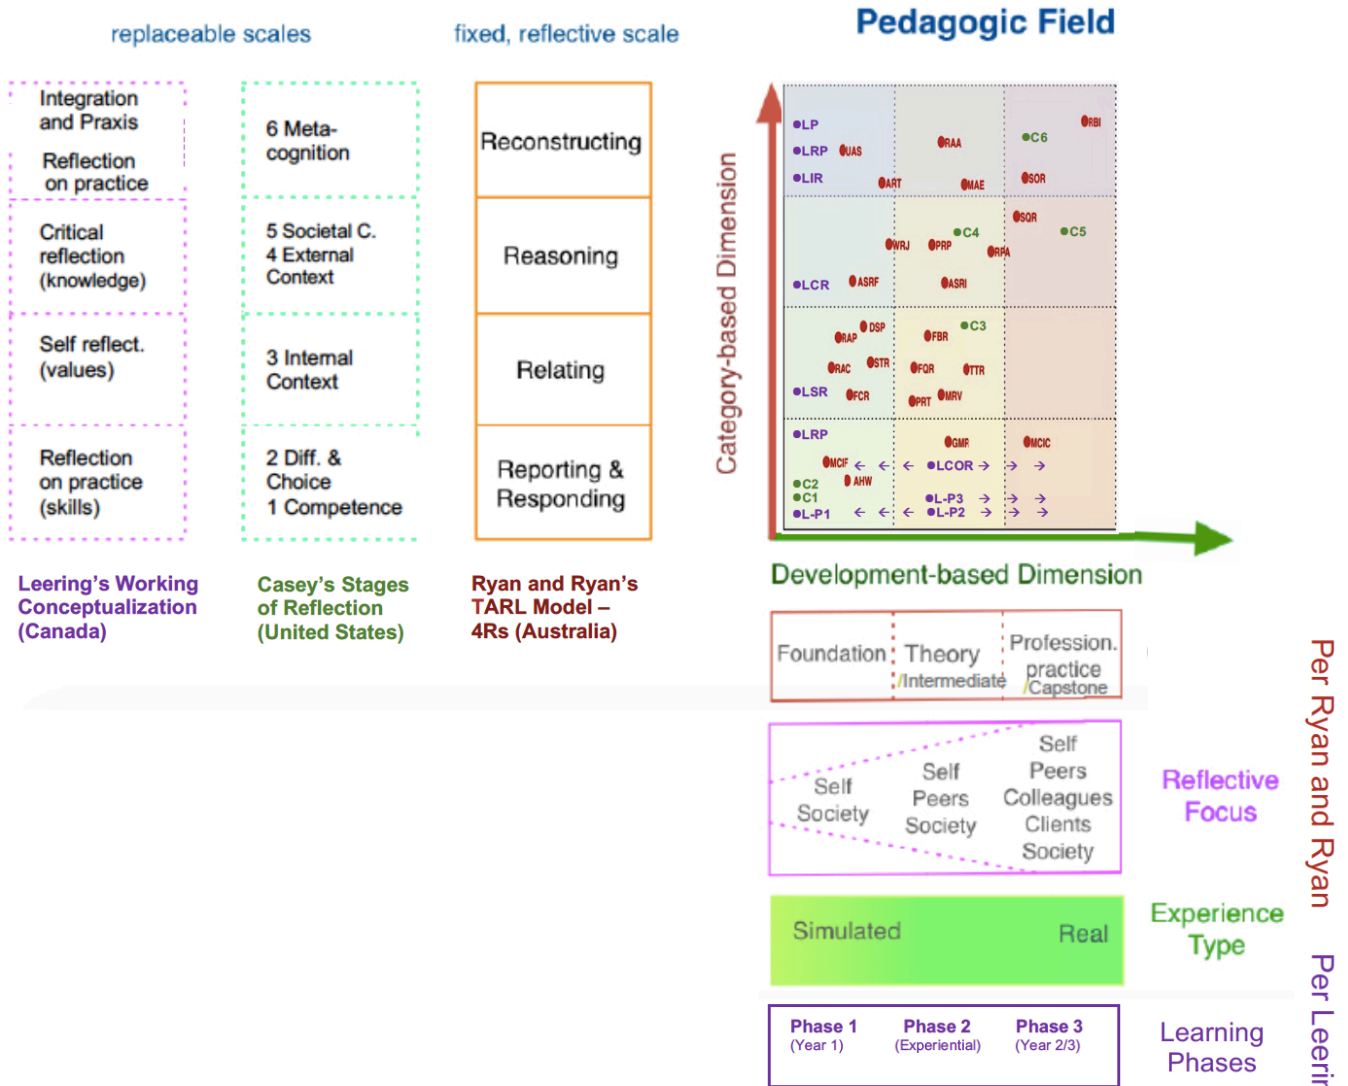 replaceable scales
fixed, reflective scale
Pedagogic Field
Integration
and Praxis
Reflection
on practice
Critical
reflection
(knowledge)
Self reflect.
(values)
Reflection
on practice
(skills)
6 Meta-
cognition
5 Societal C.
4 External
Context
3 Internal
Context
2 Diff. &
Choice
1 Competence
Reconstructing
Reasoning
Relating
Reporting &
Responding
Leering's Working
Conceptualization
(Canada)
Casey's Stages
of Reflection
(United States)
Ryan and Ryan's
TARL Model –
4Rs (Australia)
Category-based Dimension
LP
RBI
C6
RAA
LRP
UAS
LIR
ART
MAE
SOR
SQR
C4
C5
WRJ
PRP
RPA
LCR
ASRF
ASRI
DSP
C3
RAP
FBR
STR
RAC
FQR
TTR
LSR
FCR
PRT
MRV
LRP
GMR
MCIC
MCIF
← ← ← LCOR → → →
AHW
C2
C1
L-P3 → → →
L-P1 ← ← ← L-P2 → → →
Development-based Dimension
Foundation
Theory
/Intermediate
Profession.
practice
/Capstone
Self
Society
Self
Peers
Society
Self
Peers
Colleagues
Clients
Society
Reflective
Focus
Simulated
Real
Experience
Type
Phase 1
(Year 1)
Phase 2
(Experiential)
Phase 3
(Year 2/3)
Learning
Phases
Per Ryan and Ryan
Per Leeri